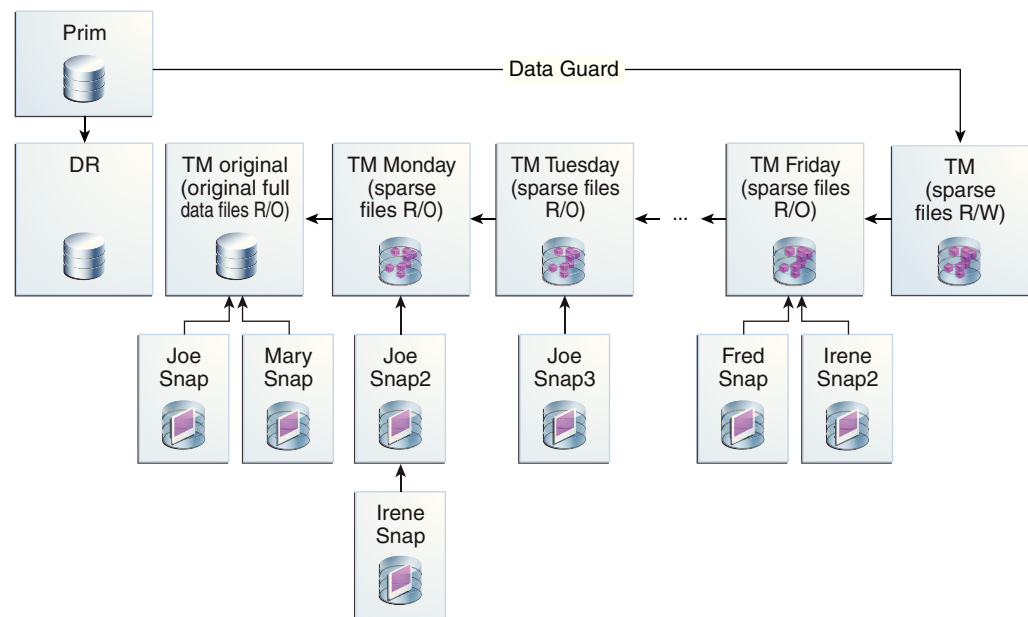 Prim
Data Guard
DR
TM original
(original full
data files R/O)
TM Monday
(sparse
files R/0)
TM Tuesday
(sparse files
R/0)
...
TM Friday
(sparse files
R/O)
TM
(sparse
files R/W)
Joe
Snap
Mary
Snap
Joe
Snap2
Joe
Snap3
Fred
Snap
Irene
Snap2
Irene
Snap